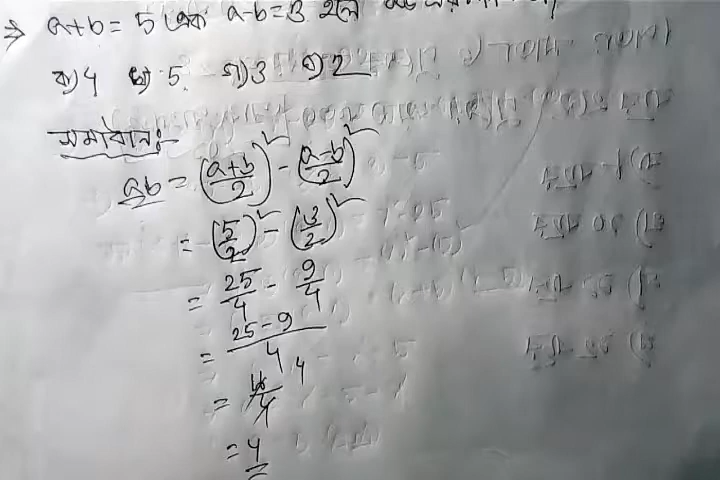 ⇒ a+b = 5 এবং a-b = 3 হলে
ক) 4 খ) 5 গ) 3 ঘ) 2
সমাধান:-
ab = (a+b/2)² - (a-b/2)²
= (5/2)² - (3/2)²
= 25/4 - 9/4
= 25-9/4
= 16/4 4
= 4